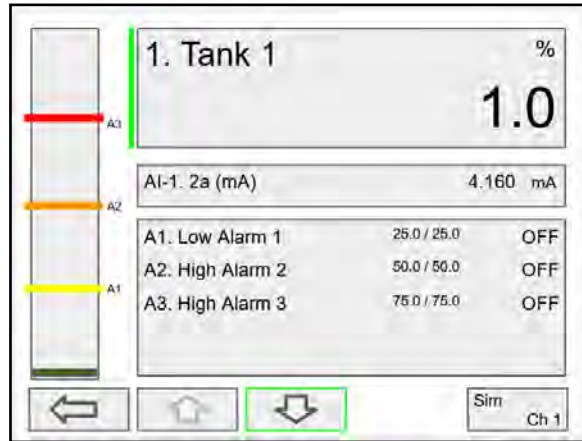 1. Tank 1 %
1.0
A3
AI-1. 2a (mA) 4.160 mA
A2
A1. Low Alarm 1 25.0 / 25.0 OFF
A2. High Alarm 2 50.0 / 50.0 OFF
A1
A3. High Alarm 3 75.0 / 75.0 OFF
Sim
Ch 1